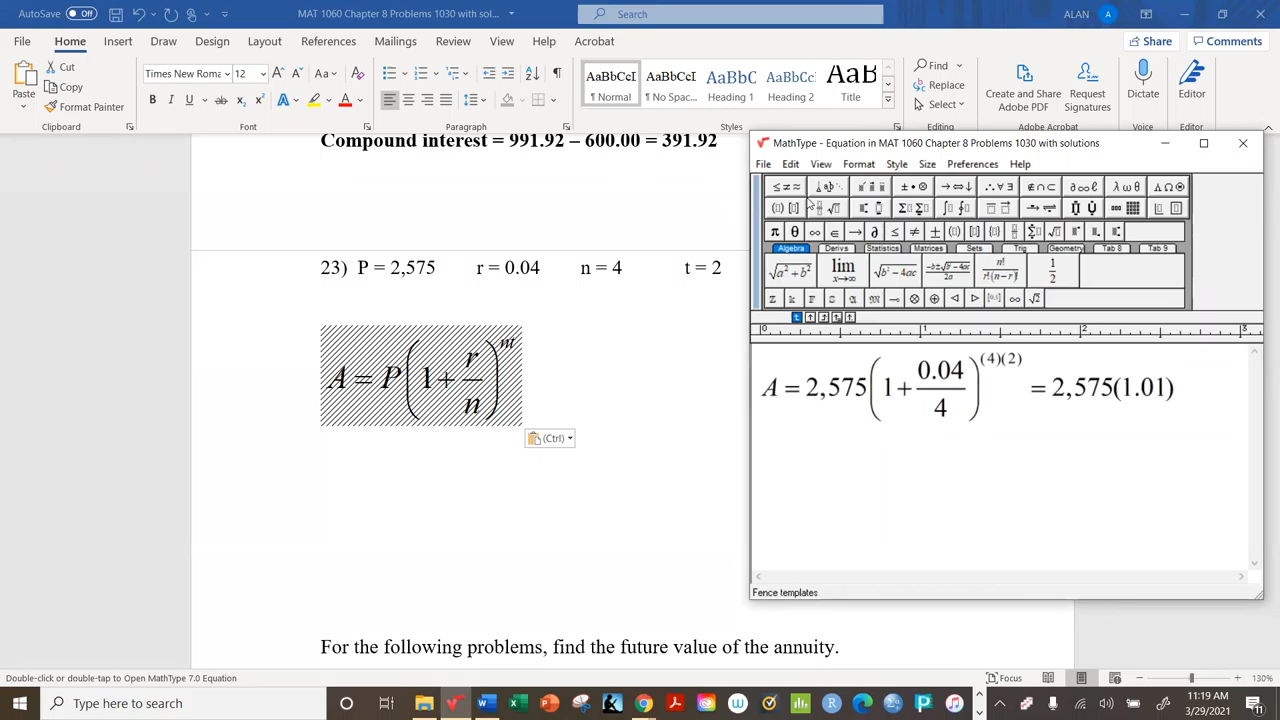 AutoSave Off
MAT 1060 Chapter 8 Problems 1030 with solu...
Search
ALAN A
File Home Insert Draw Design Layout References Mailings Review View Help Acrobat
Share Comments
Paste
Cut
Copy
Format Painter
Clipboard
Times New Roma 12
Font
Paragraph
AaBbCcI AaBbCcI AaBbC AaBbCc AaB
¶ Normal ¶ No Spac... Heading 1 Heading 2 Title
Styles
Find
Replace
Select
Editing
Create and Share
Adobe PDF
Request
Signatures
Adobe Acrobat
Dictate
Voice
Editor
Editor
Compound interest = 991.92 – 600.00 = 391.92
23) P = 2,575 r = 0.04 n = 4 t = 2
A = P(1 + r/n)^nt
(Ctrl)
For the following problems, find the future value of the annuity.
MathType - Equation in MAT 1060 Chapter 8 Problems 1030 with solutions
File Edit View Format Style Size Preferences Help
Algebra Derivs Statistics Matrices Sets Trig Geometry Tab 8 Tab 9
0 1 2 3
A = 2,575(1 + 0.04/4)^(4)(2) = 2,575(1.01)
Fence templates
Double-click or double-tap to Open MathType 7.0 Equation
Focus
130%
Type here to search
11:19 AM
3/29/2021